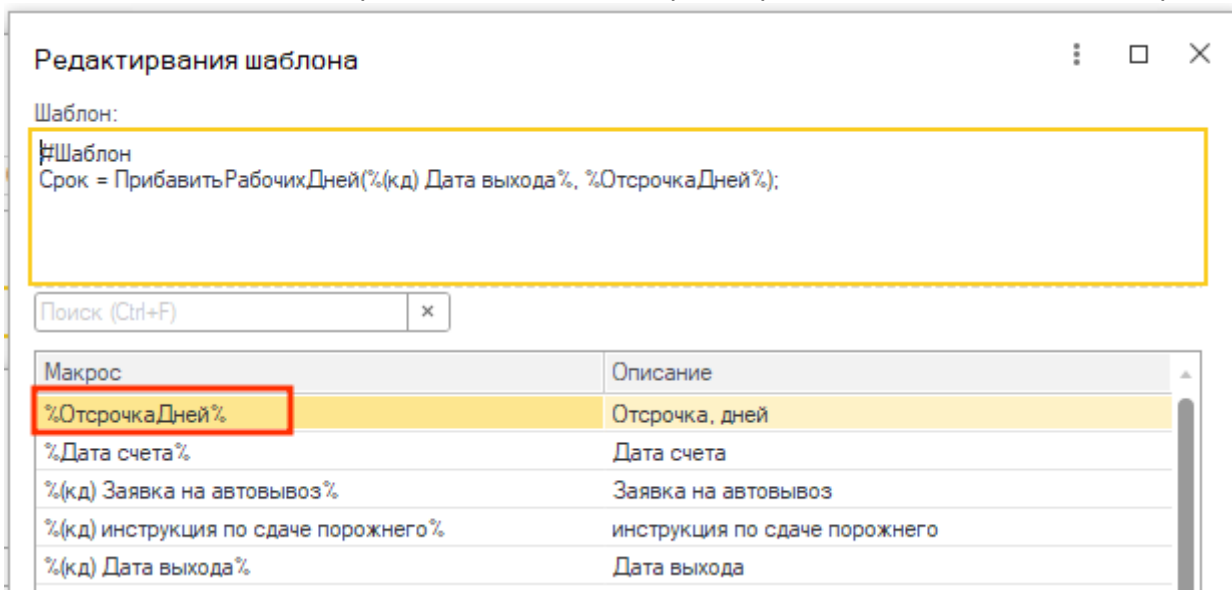 Редактирвания шаблона
Шаблон:
#Шаблон
Срок = ПрибавитьРабочихДней(%(кд) Дата выхода%, %ОтсрочкаДней%);
Поиск (Ctrl+F)
Макрос Описание
%ОтсрочкаДней% Отсрочка, дней
%Дата счета% Дата счета
%(кд) Заявка на автовывоз% Заявка на автовывоз
%(кд) инструкция по сдаче порожнего% инструкция по сдаче порожнего
%(кд) Дата выхода% Дата выхода